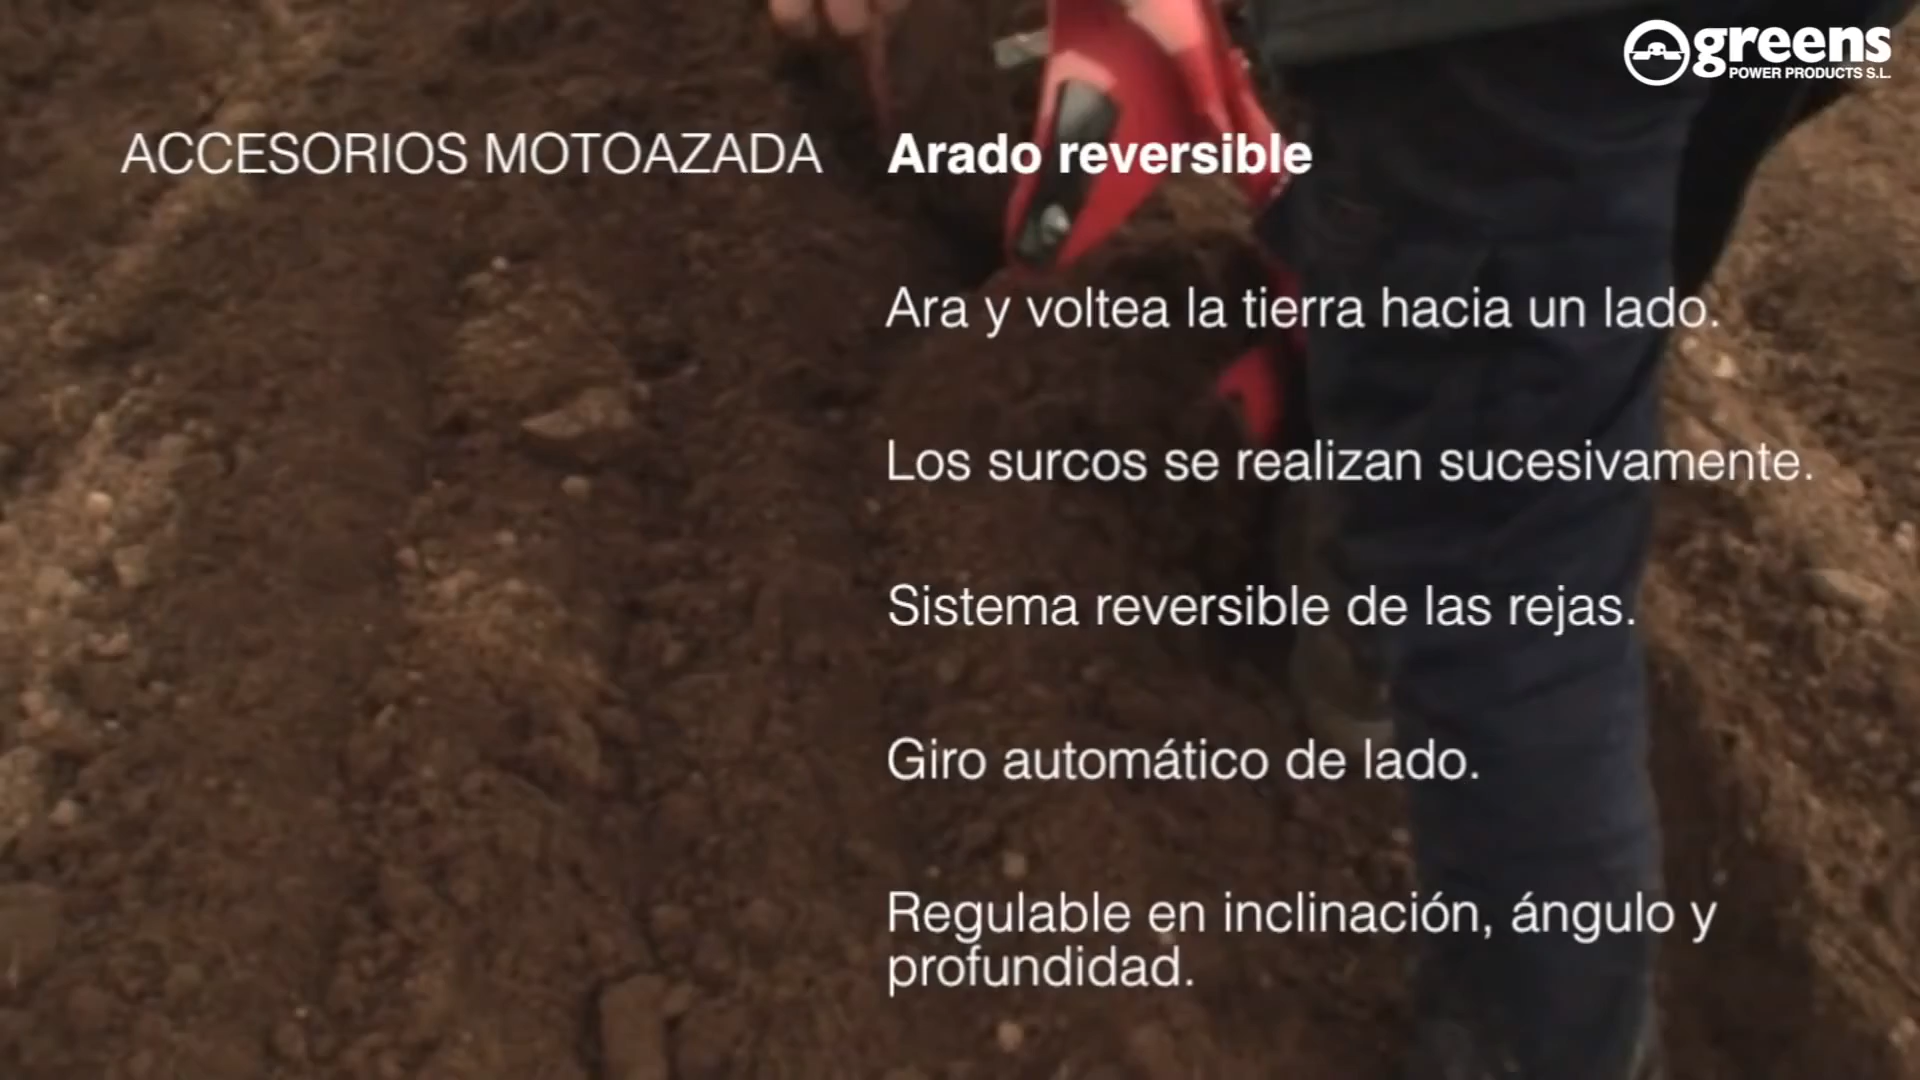 greens
POWER PRODUCTS S.L.
ACCESORIOS MOTOAZADA
Arado reversible
Ara y voltea la tierra hacia un lado.
Los surcos se realizan sucesivamente.
Sistema reversible de las rejas.
Giro automático de lado.
Regulable en inclinación, ángulo y
profundidad.